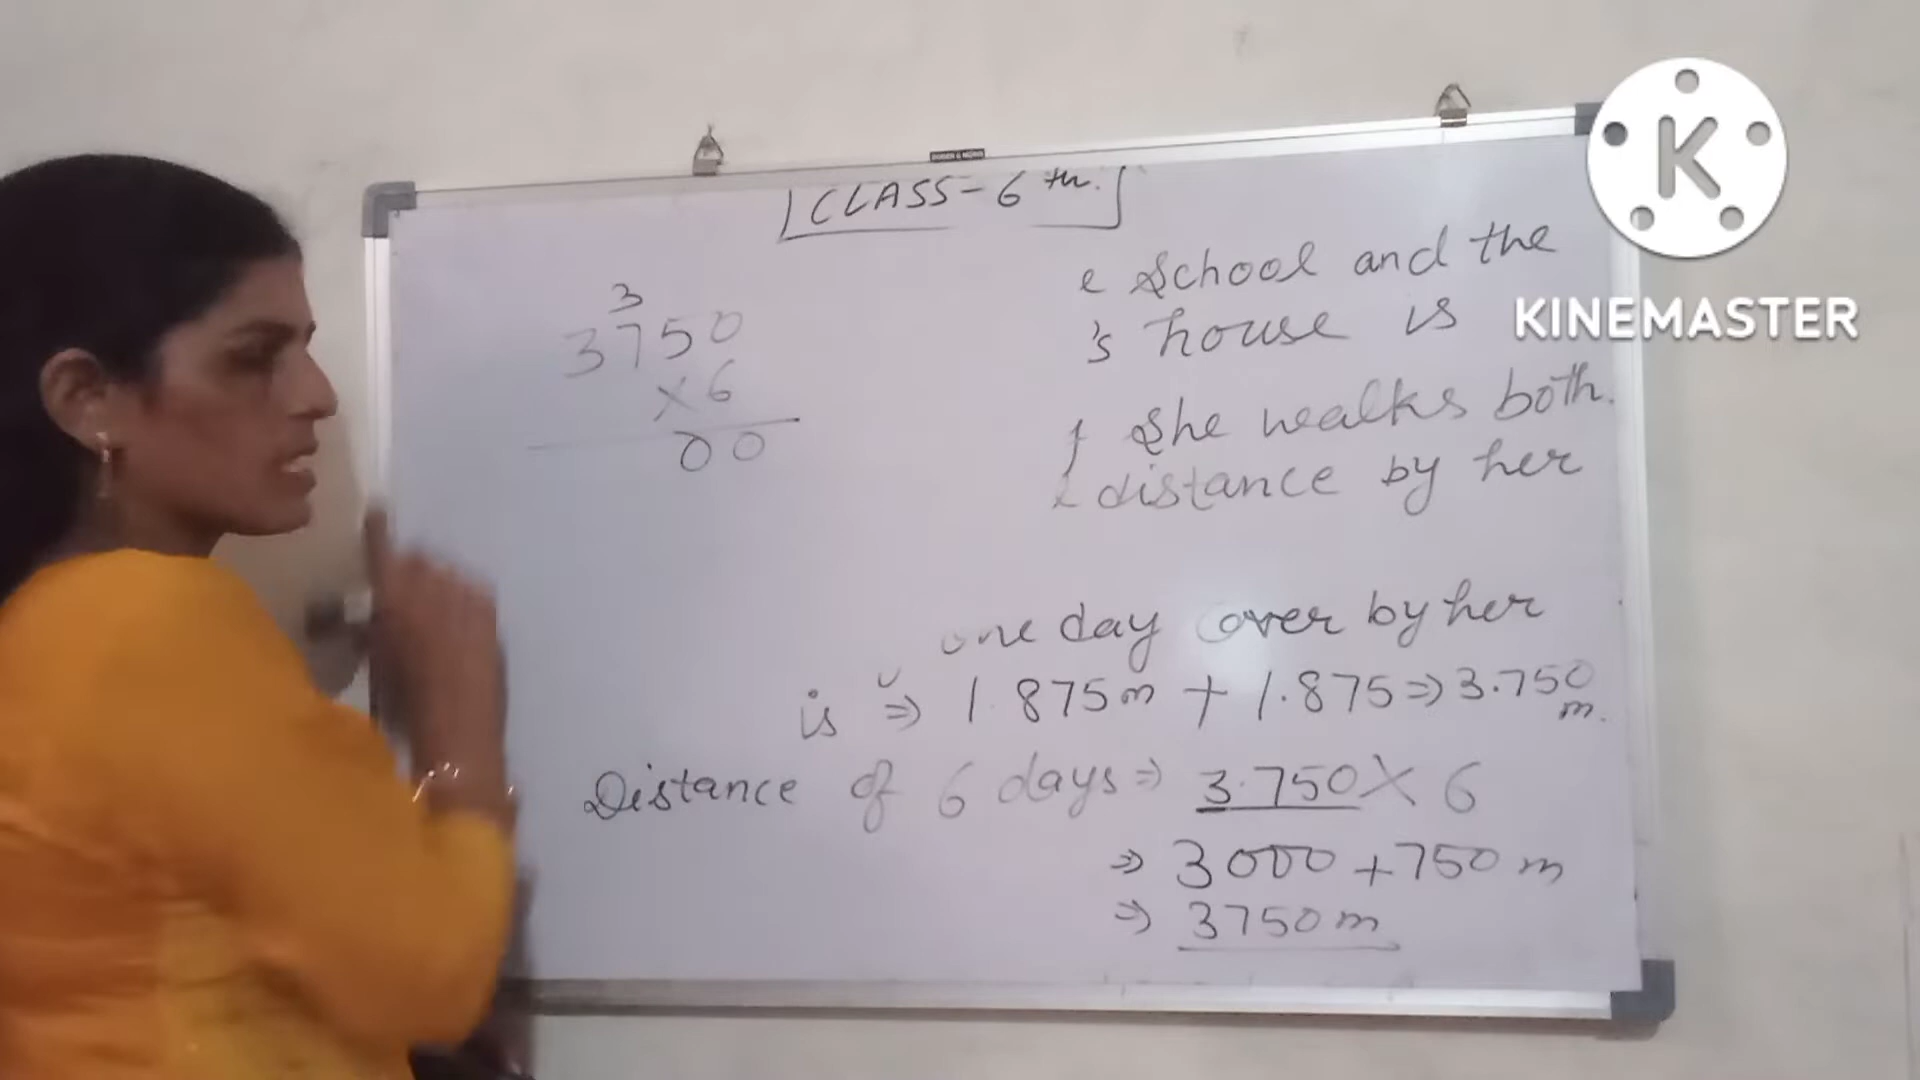 CLASS - 6th.
3
3750
× 6
00
e School and the
's house is
She walks both.
distance by her
one day cover by her
is ⇒ 1.875m + 1.875 ⇒ 3.750
m.
Distance of 6 days ⇒ 3.750 × 6
⇒ 3000 + 750 m
⇒ 3750 m
K
KINEMASTER